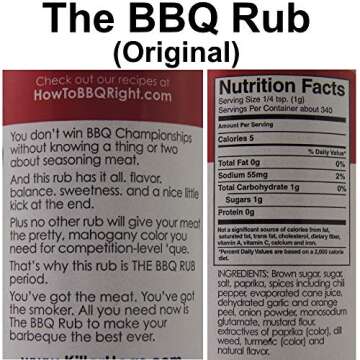 The BBQ Rub
(Original)
Check out our recipes at
HowToBBQRight.com
You don't win BBQ Championships
without knowing a thing or two
about seasoning meat.
And this rub has it all. flavor.
balance. sweetness. and a nice little
kick at the end.
Plus no other rub will give your meat
the pretty, mahogany color you
need for competition-level 'que.
That's why this rub is THE BBQ RUB
period.
You've got the meat. You've got
the smoker. All you need now is
The BBQ Rub to make your
barbeque the best ever.
Nutrition Facts
Serving Size 1/4 tsp. (1g)
Servings Per Container about 340
Amount Per Serving
Calories 5
% Daily Value*
Total Fat 0g 0%
Sodium 55mg 2%
Total Carbohydrate 1g 0%
Sugars 1g
Protein 0g
Not a significant source of calories from fat,
saturated fat, trans fat, cholesterol, dietary fiber,
vitamin A, vitamin C, calcium and iron.
*Percent Daily Values are based on a 2,000 calorie
diet.
INGREDIENTS: Brown sugar, sugar,
salt, paprika, spices including chili
pepper, evaporated cane juice,
dehydrated garlic and orange
peel, onion powder, monosodium
glutamate, mustard flour,
extractives of paprika (color), dill
weed, turmeric (color) and
natural flavor.